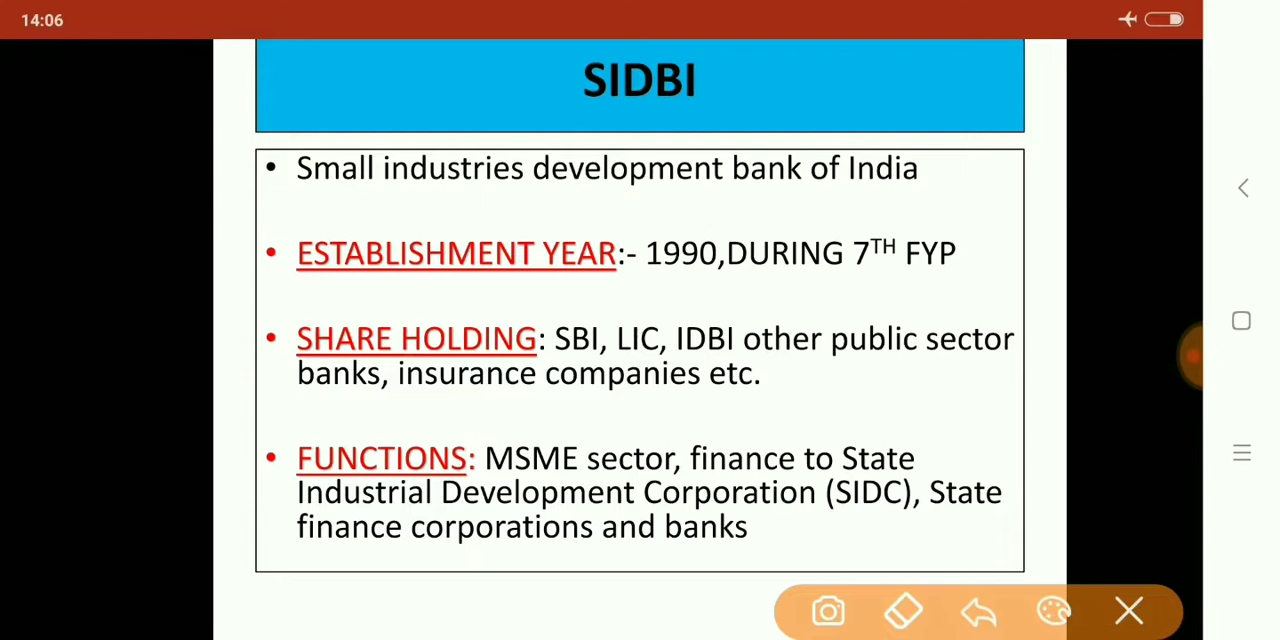 14:06
SIDBI
• Small industries development bank of India
• ESTABLISHMENT YEAR:- 1990,DURING 7TH FYP
• SHARE HOLDING: SBI, LIC, IDBI other public sector
banks, insurance companies etc.
• FUNCTIONS: MSME sector, finance to State
Industrial Development Corporation (SIDC), State
finance corporations and banks